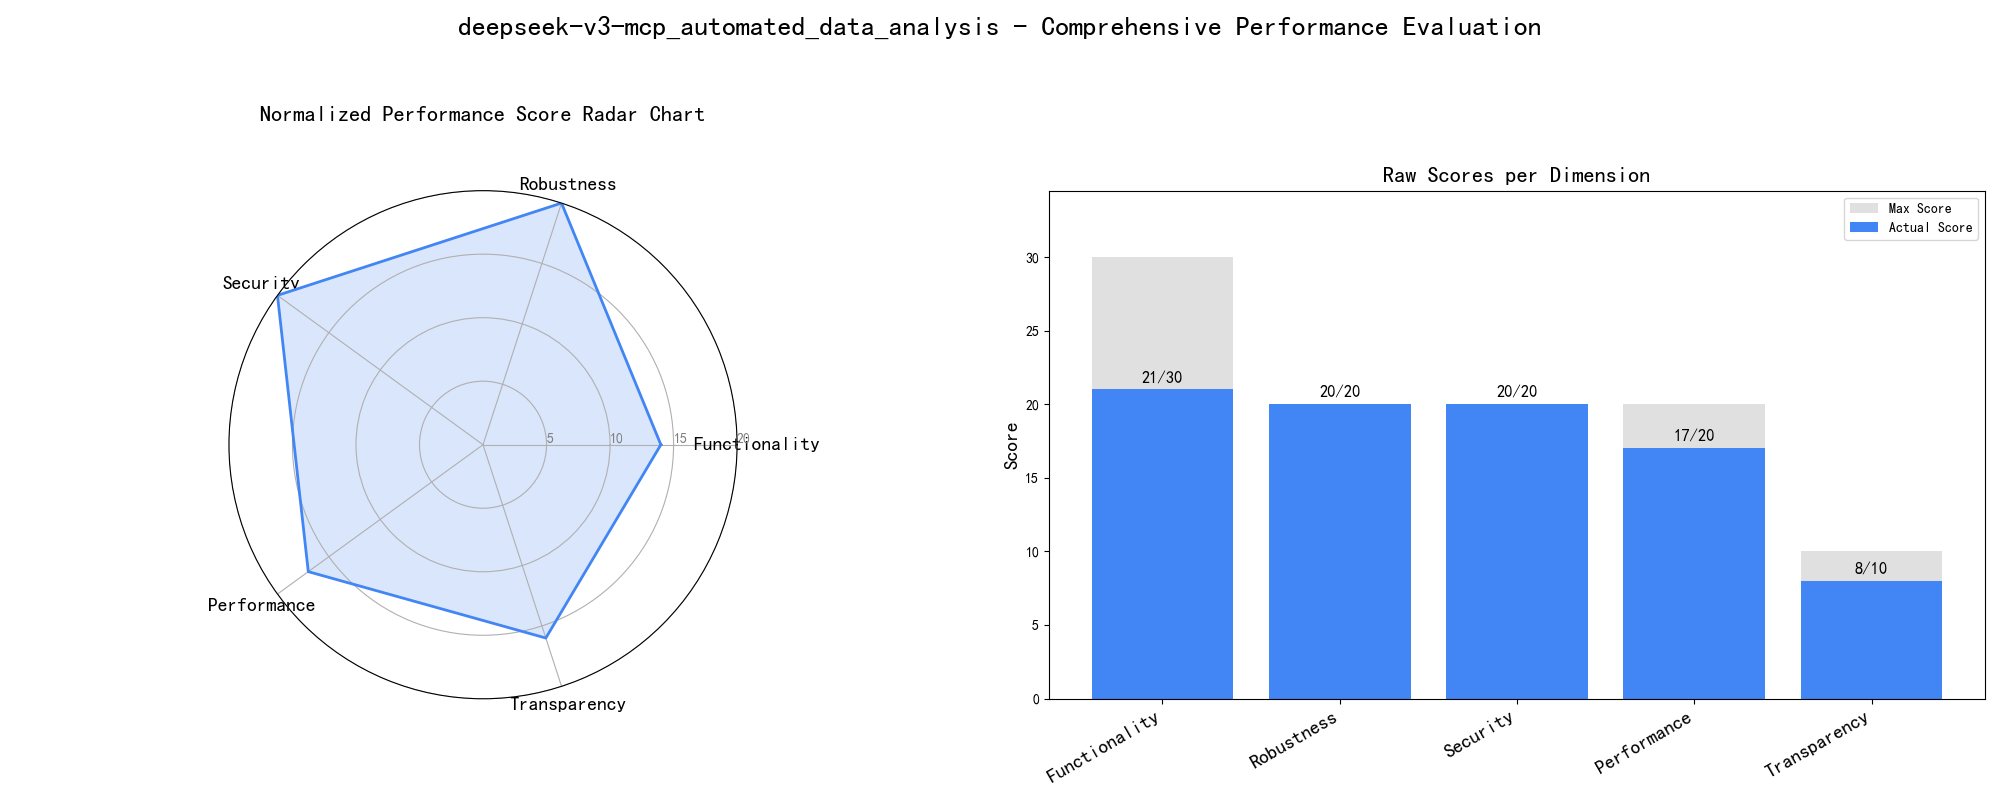 deepseek-v3-mcp_automated_data_analysis - Comprehensive Performance Evaluation
Normalized Performance Score Radar Chart
Robustness
Security
5
10
15
20
Functionality
Performance
Transparency
Raw Scores per Dimension
Max Score
Actual Score
Score
30
25
20
15
10
5
0
21/30
20/20
20/20
17/20
8/10
Functionality
Robustness
Security
Performance
Transparency